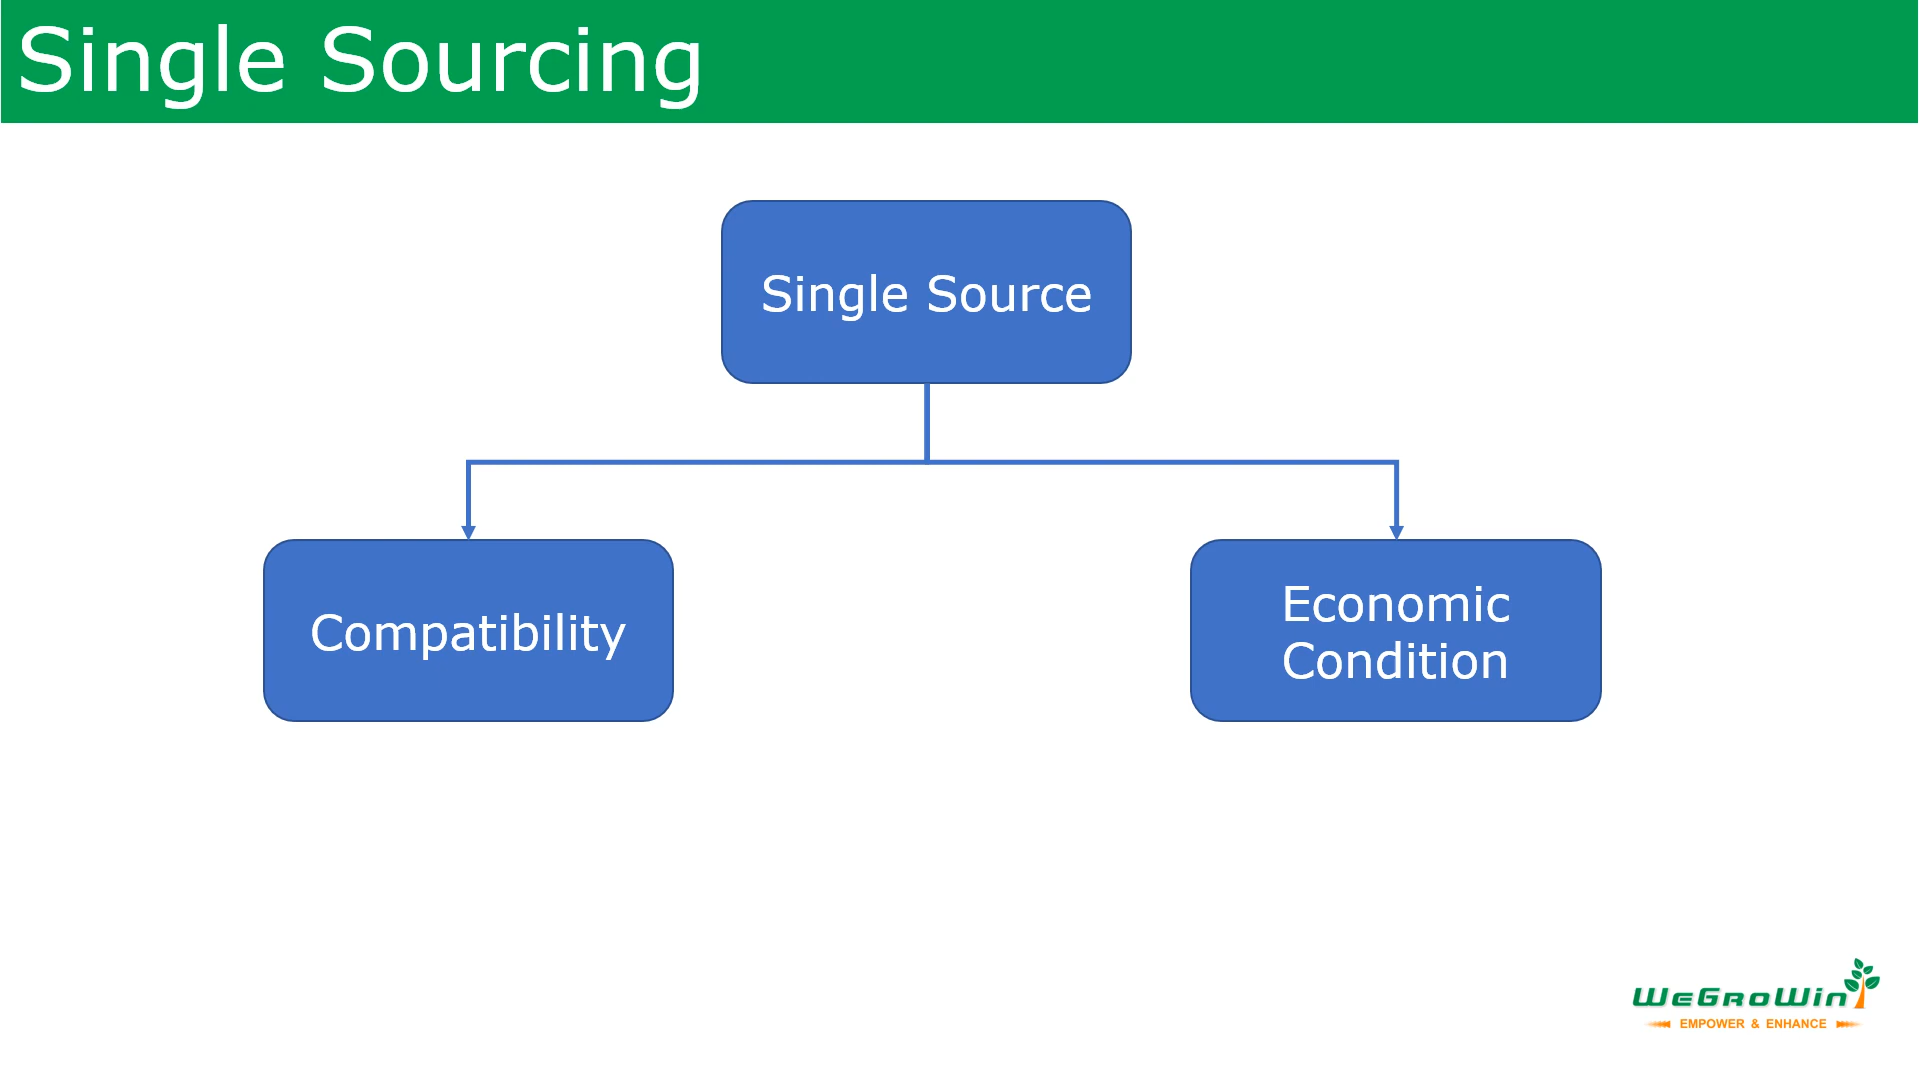 Single Sourcing
Single Source
Compatibility
Economic
Condition
WeGroWin
EMPOWER & ENHANCE